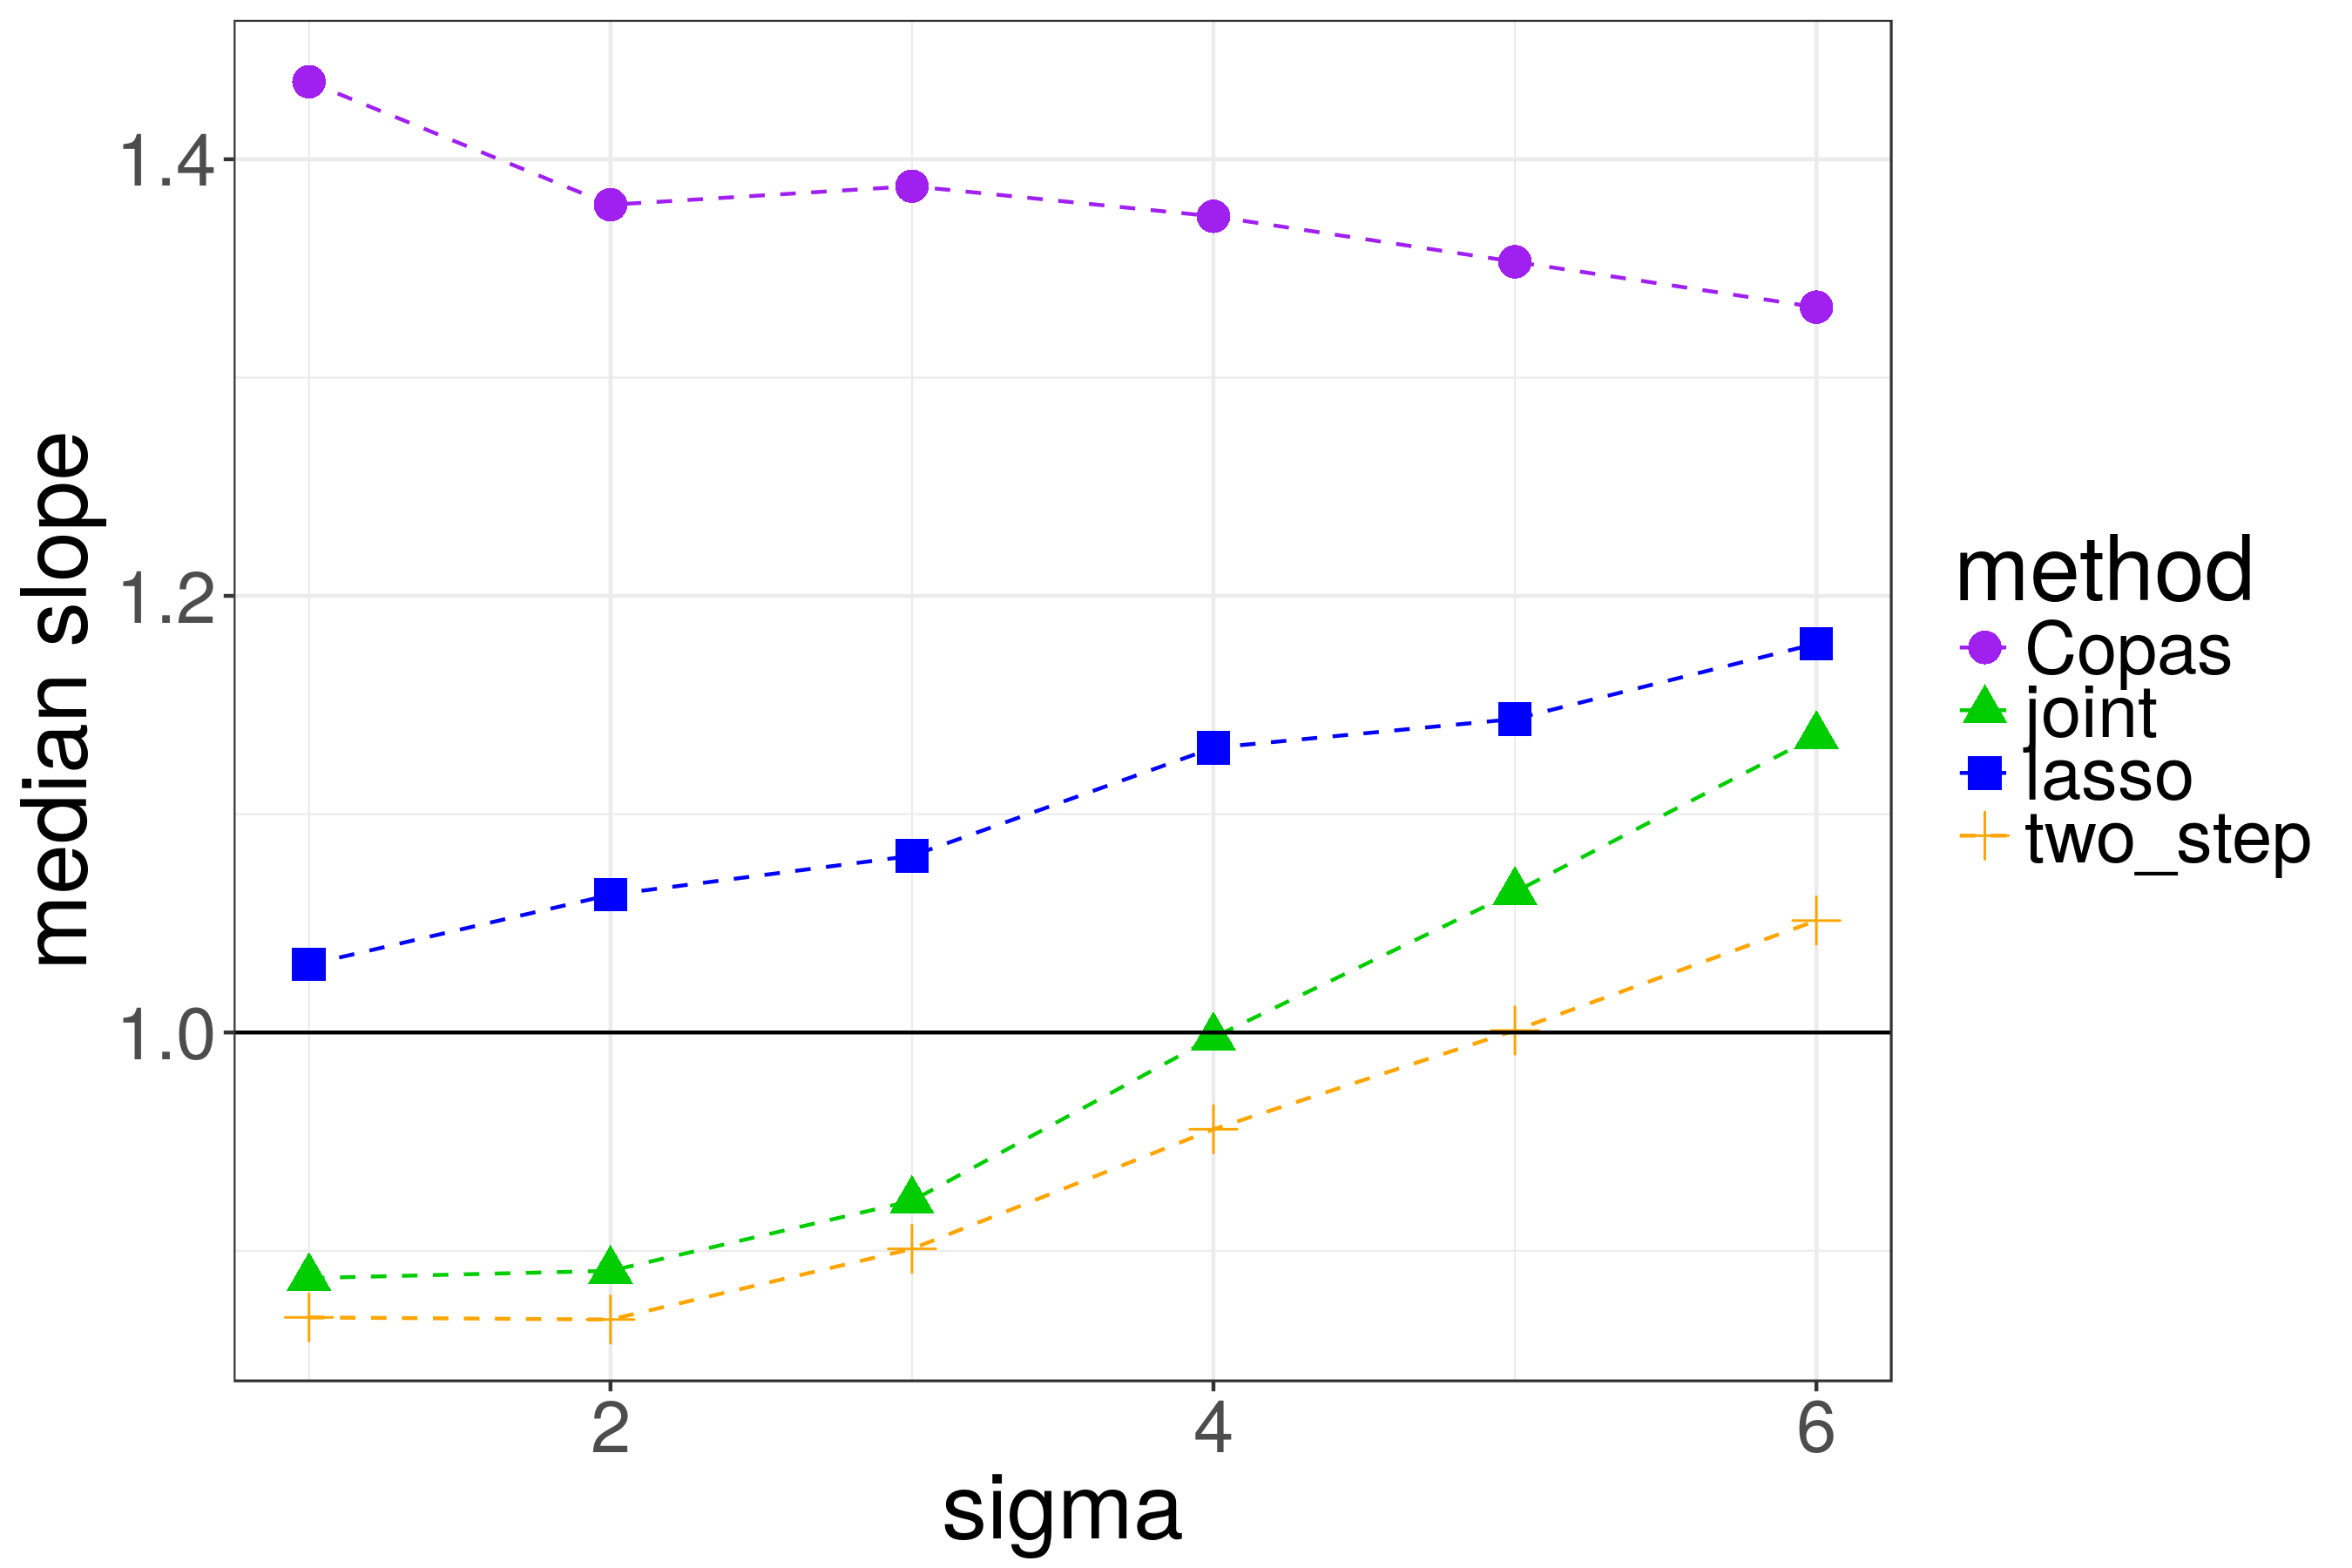 median slope
1.4
1.2
1.0
2
4
6
sigma
method
Copas
joint
lasso
two_step